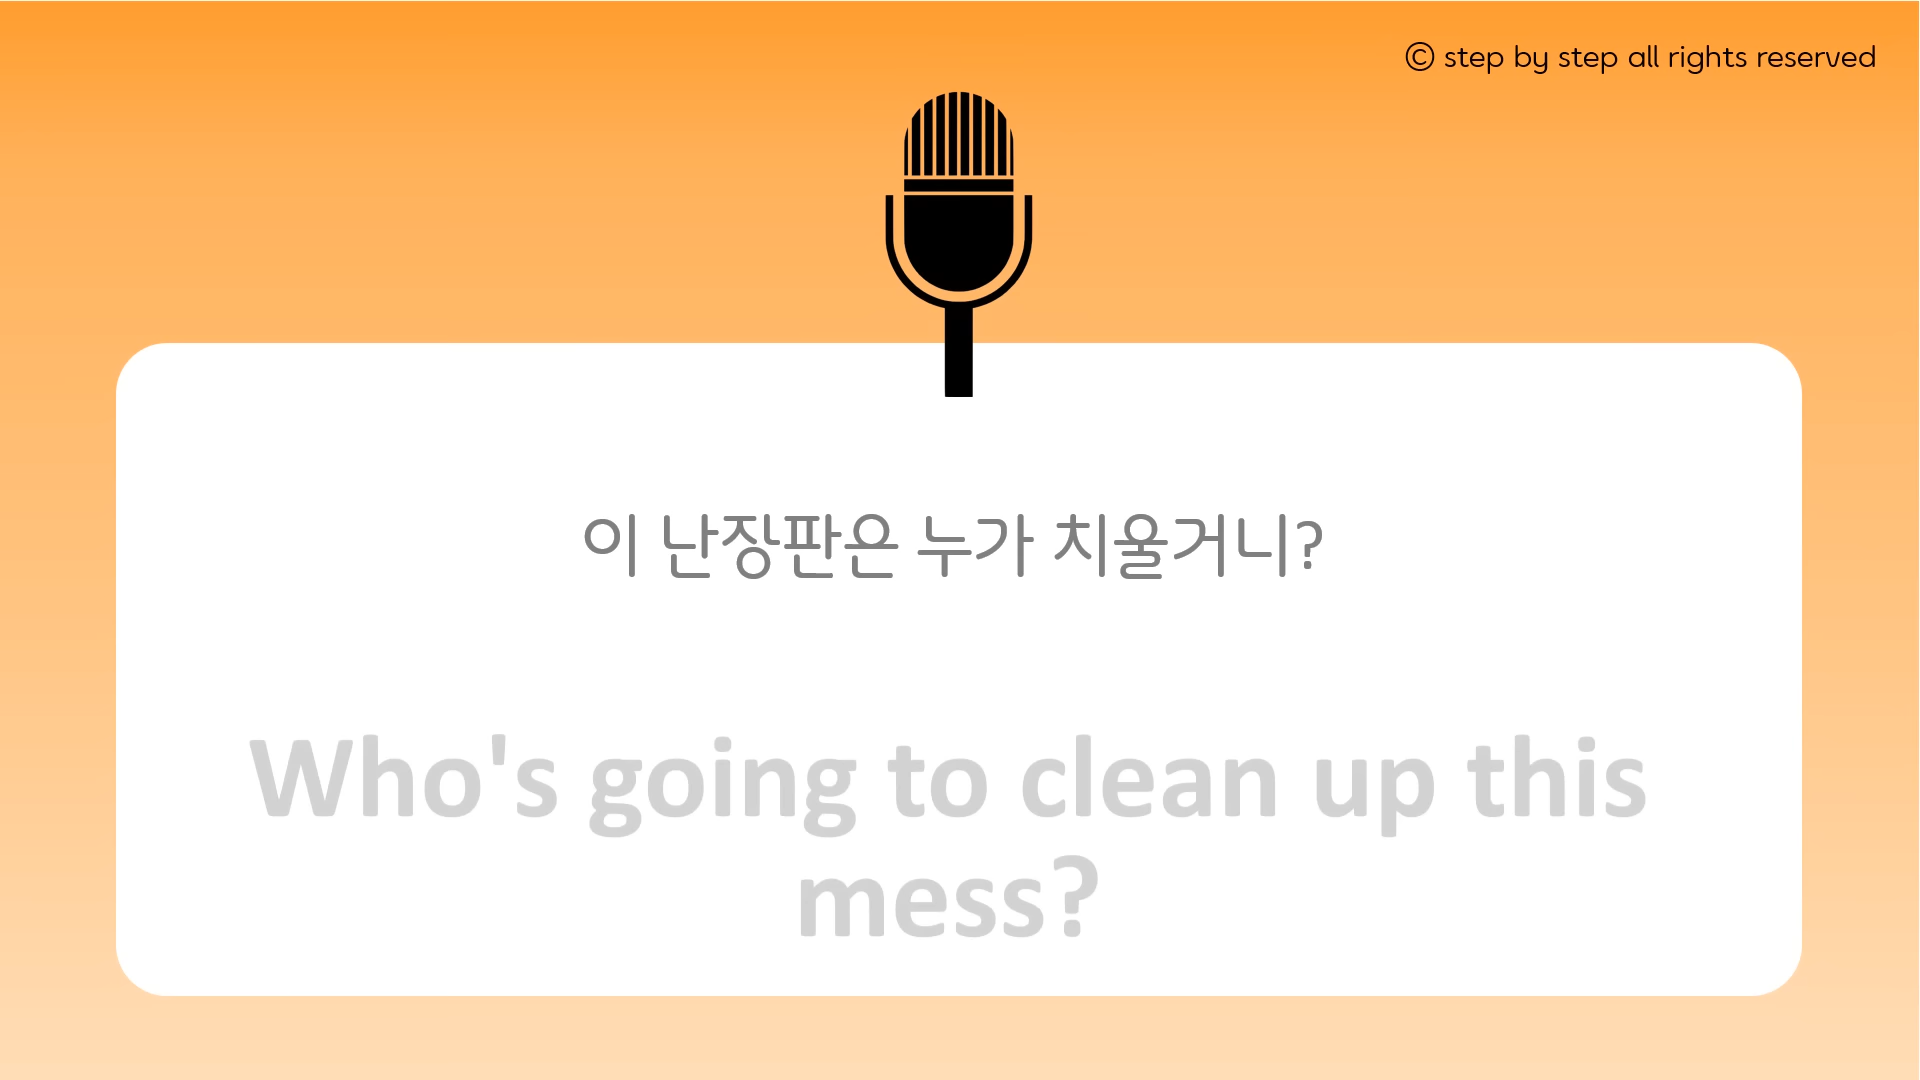 © step by step all rights reserved
이 난장판은 누가 치울거니?
Who's going to clean up this
mess?